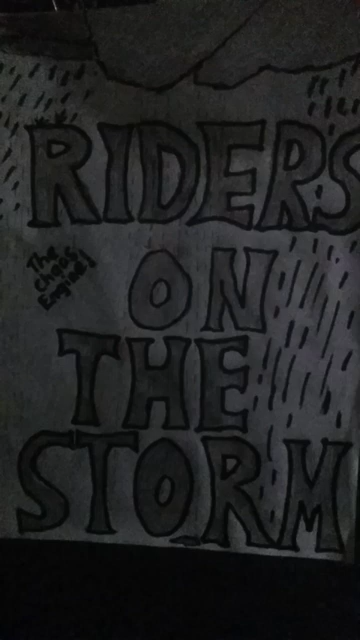 RIDERS
The
Chaos
Engine!
ON
THE
STORM